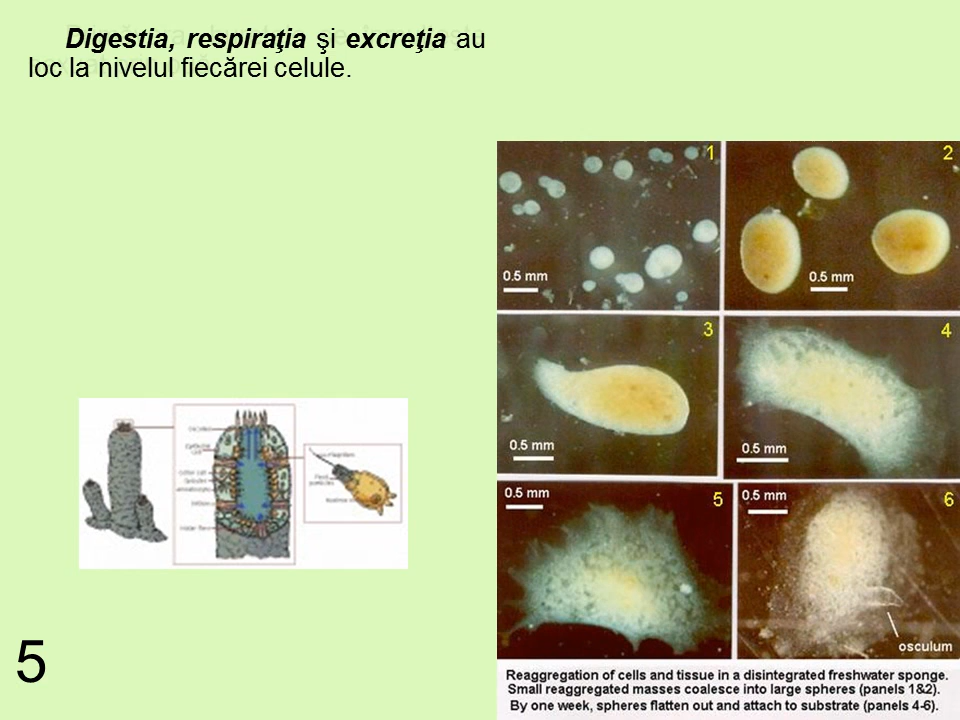 Digestia, respiraţia şi excreţia au
loc la nivelul fiecărei celule.
1
0.5 mm
2
0.5 mm
3
0.5 mm
4
0.5 mm
0.5 mm
5
0.5 mm
6
osculum
Reaggregation of cells and tissue in a disintegrated freshwater sponge.
Small reaggregated masses coalesce into large spheres (panels 1&2).
By one week, spheres flatten out and attach to substrate (panels 4-6).
5